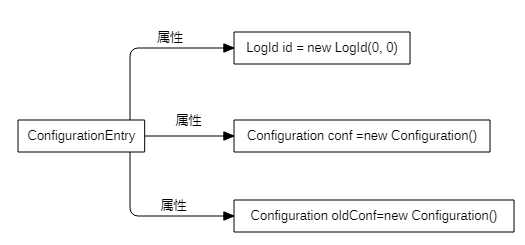 属性
LogId id = new LogId(0, 0)
属性
ConfigurationEntry
Configuration conf =new Configuration()
属性
Configuration oldConf=new Configuration()